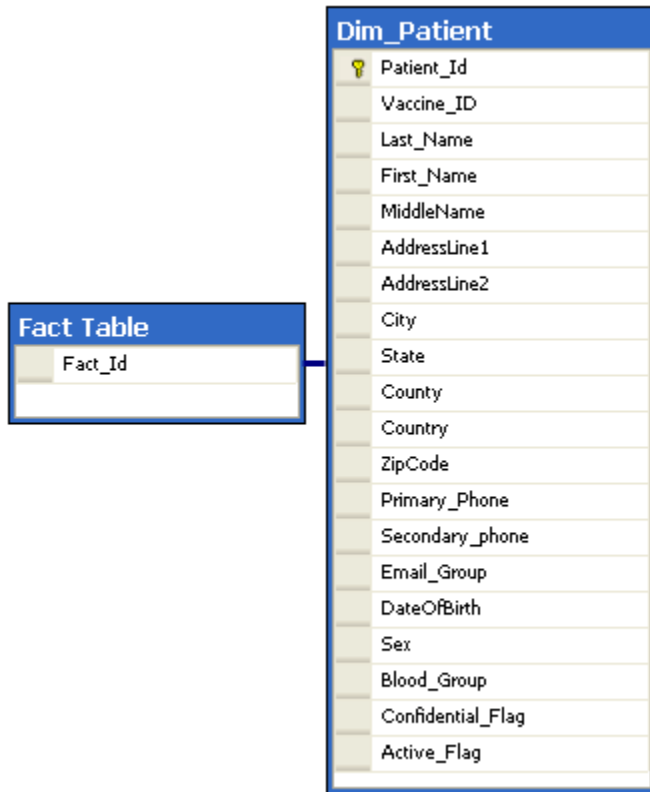 Fact Table
Fact_Id
Dim_Patient
Patient_Id
Vaccine_ID
Last_Name
First_Name
MiddleName
AddressLine1
AddressLine2
City
State
County
Country
ZipCode
Primary_Phone
Secondary_phone
Email_Group
DateOfBirth
Sex
Blood_Group
Confidential_Flag
Active_Flag